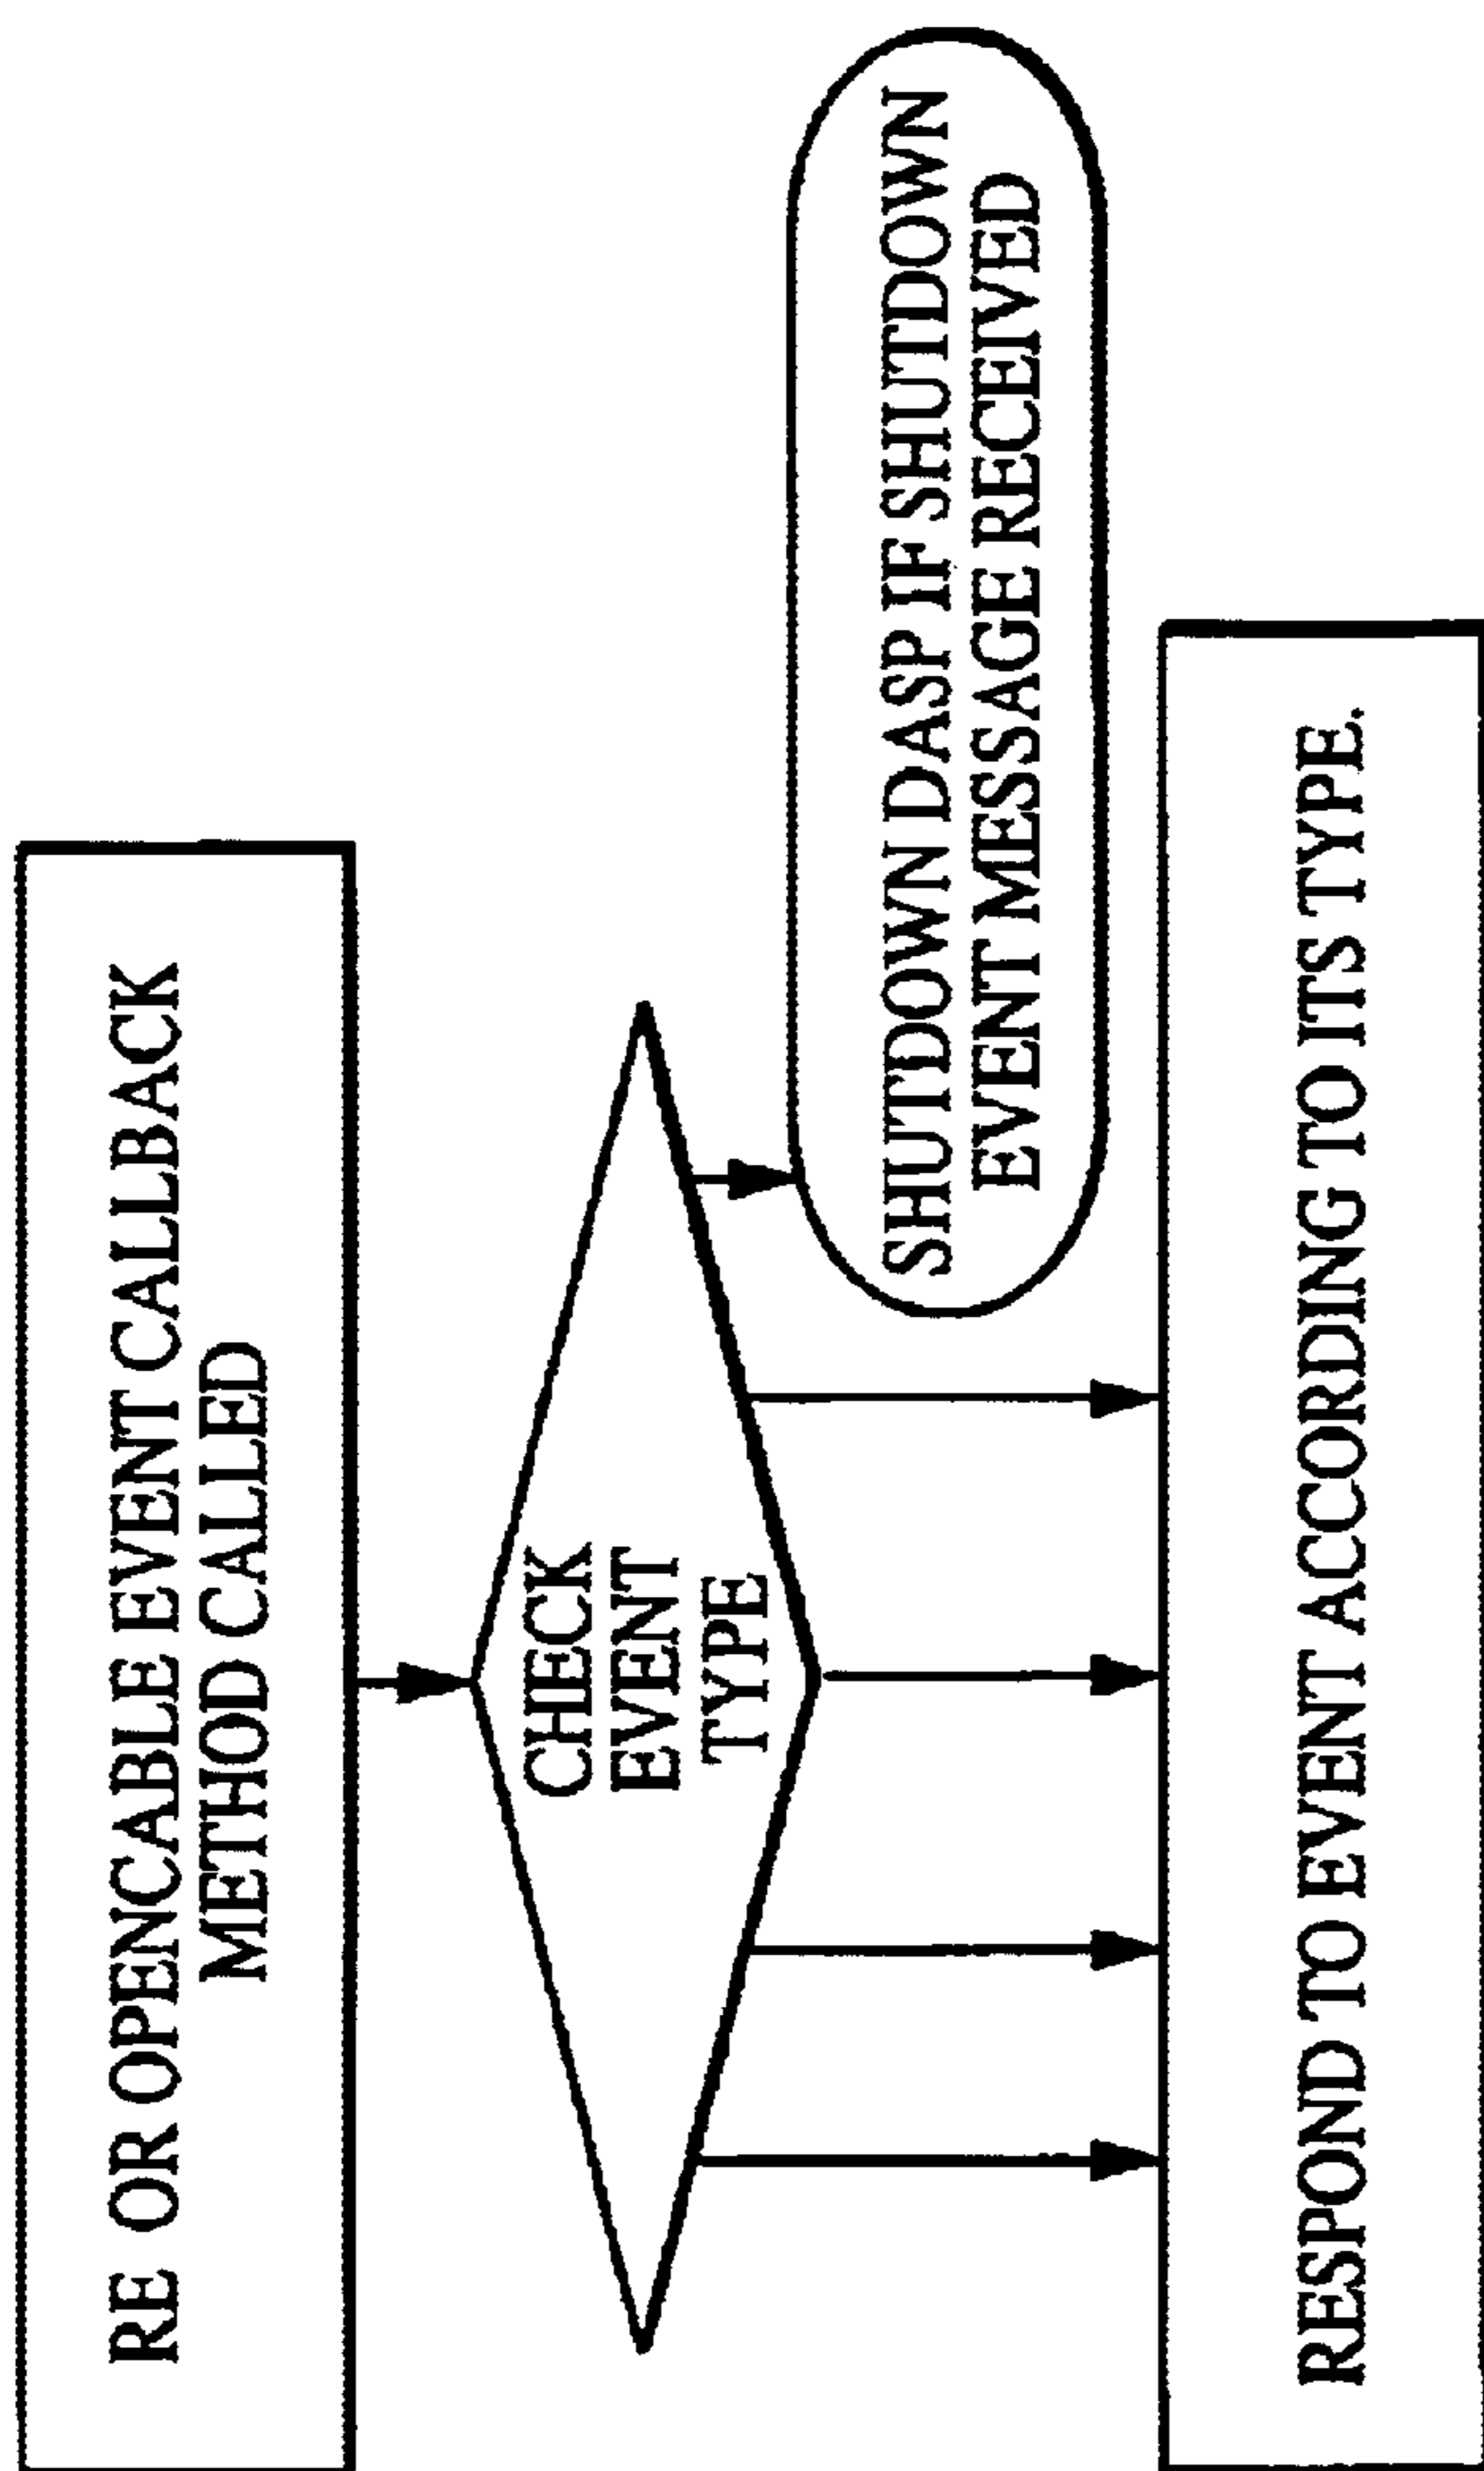 RE OR OPENCABLE EVENT CALLBACK
METHOD CALLED
CHECK
EVENT
TYPE
SHUTDOWN DASP IF SHUTDOWN
EVENT MESSAGE RECEIVED
RESPOND TO EVENT ACCORDING TO ITS TYPE.